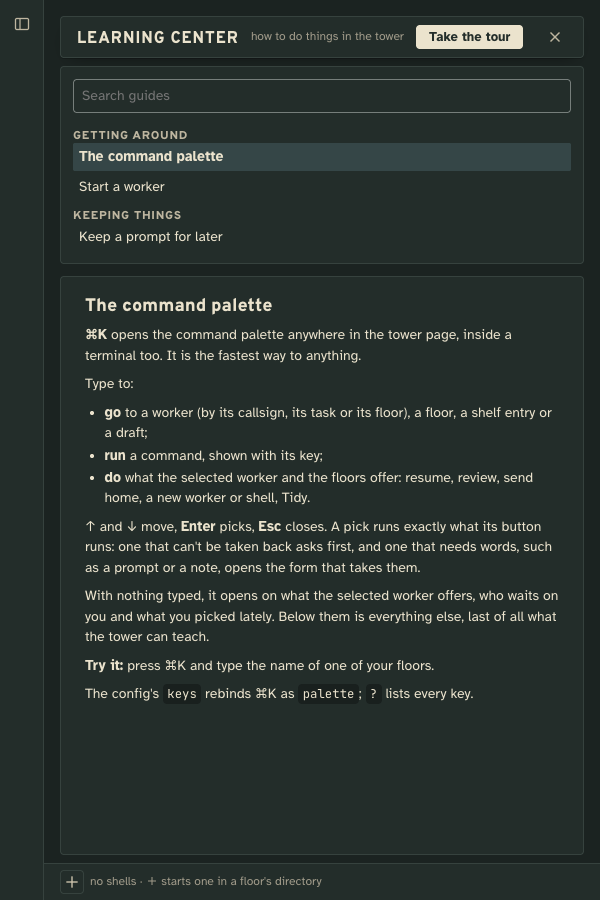 LEARNING CENTER how to do things in the tower Take the tour
Search guides
GETTING AROUND
The command palette
Start a worker
KEEPING THINGS
Keep a prompt for later
The command palette
⌘K opens the command palette anywhere in the tower page, inside a
terminal too. It is the fastest way to anything.
Type to:
• go to a worker (by its callsign, its task or its floor), a floor, a shelf entry or
a draft;
• run a command, shown with its key;
• do what the selected worker and the floors offer: resume, review, send
home, a new worker or shell, Tidy.
↑ and ↓ move, Enter picks, Esc closes. A pick runs exactly what its button
runs: one that can't be taken back asks first, and one that needs words, such
as a prompt or a note, opens the form that takes them.
With nothing typed, it opens on what the selected worker offers, who waits on
you and what you picked lately. Below them is everything else, last of all what
the tower can teach.
Try it: press ⌘K and type the name of one of your floors.
The config's keys rebinds ⌘K as palette; ? lists every key.
no shells · + starts one in a floor's directory